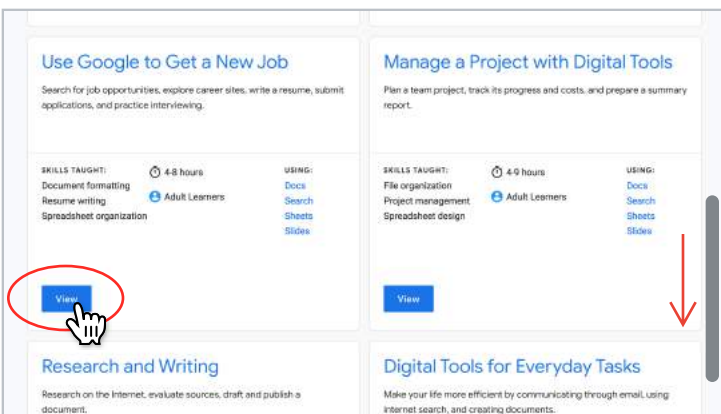 Use Google to Get a New Job
Search for job opportunities, explore career sites, write a resume, submit
applications, and practice interviewing.
SKILLS TAUGHT:
Document formatting
Resume writing
Spreadsheet organization
4-8 hours
Adult Learners
USING:
Docs
Search
Sheets
Slides
View
Manage a Project with Digital Tools
Plan a team project, track its progress and costs, and prepare a summary
report.
SKILLS TAUGHT:
File organization
Project management
Spreadsheet design
4-9 hours
Adult Learners
USING:
Docs
Search
Sheets
Slides
View
Research and Writing
Research on the Internet, evaluate sources, draft and publish a
document.
Digital Tools for Everyday Tasks
Make your life more efficient by communicating through email, using
internet search, and creating documents.